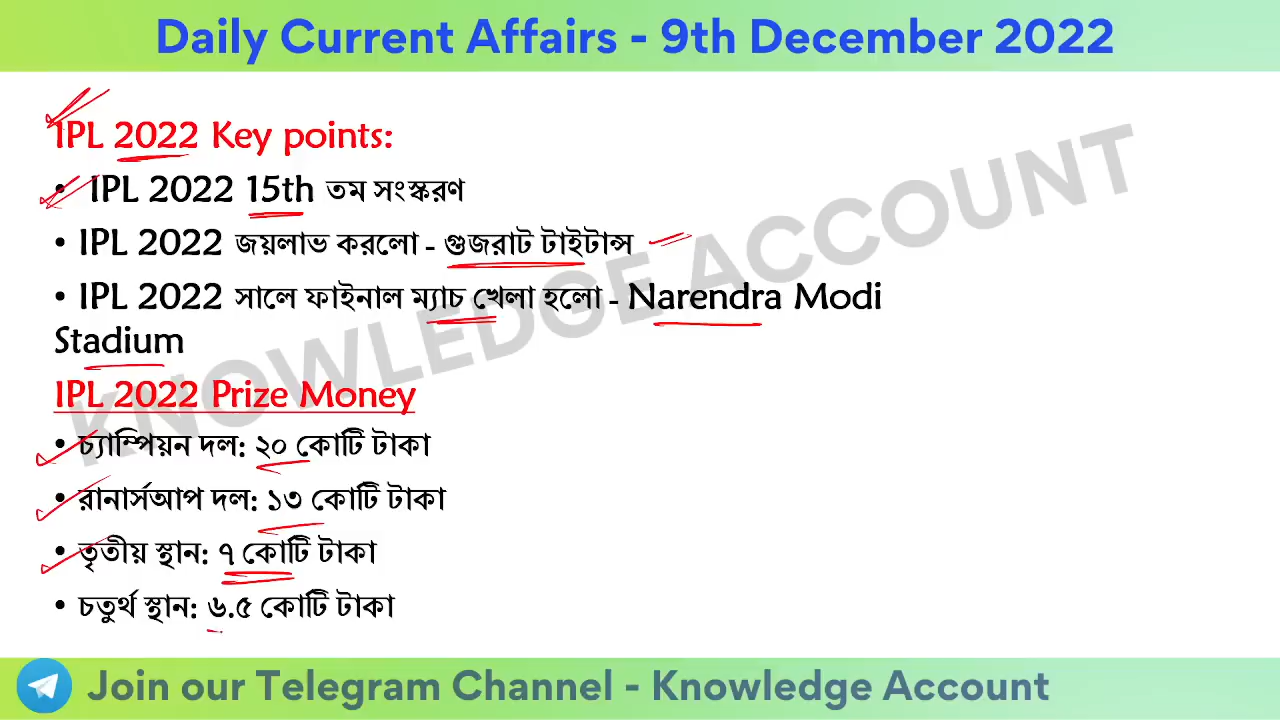 Daily Current Affairs - 9th December 2022
IPL 2022 Key points:
• IPL 2022 15th তম সংস্করণ
• IPL 2022 জয়লাভ করলো - গুজরাট টাইটান্স
• IPL 2022 সালে ফাইনাল ম্যাচ খেলা হলো - Narendra Modi
Stadium
IPL 2022 Prize Money
• চ্যাম্পিয়ন দল: ২০ কোটি টাকা
• রানার্সআপ দল: ১৩ কোটি টাকা
• তৃতীয় স্থান: ৭ কোটি টাকা
• চতুর্থ স্থান: ৬.৫ কোটি টাকা
KNOWLEDGE ACCOUNT
Join our Telegram Channel - Knowledge Account